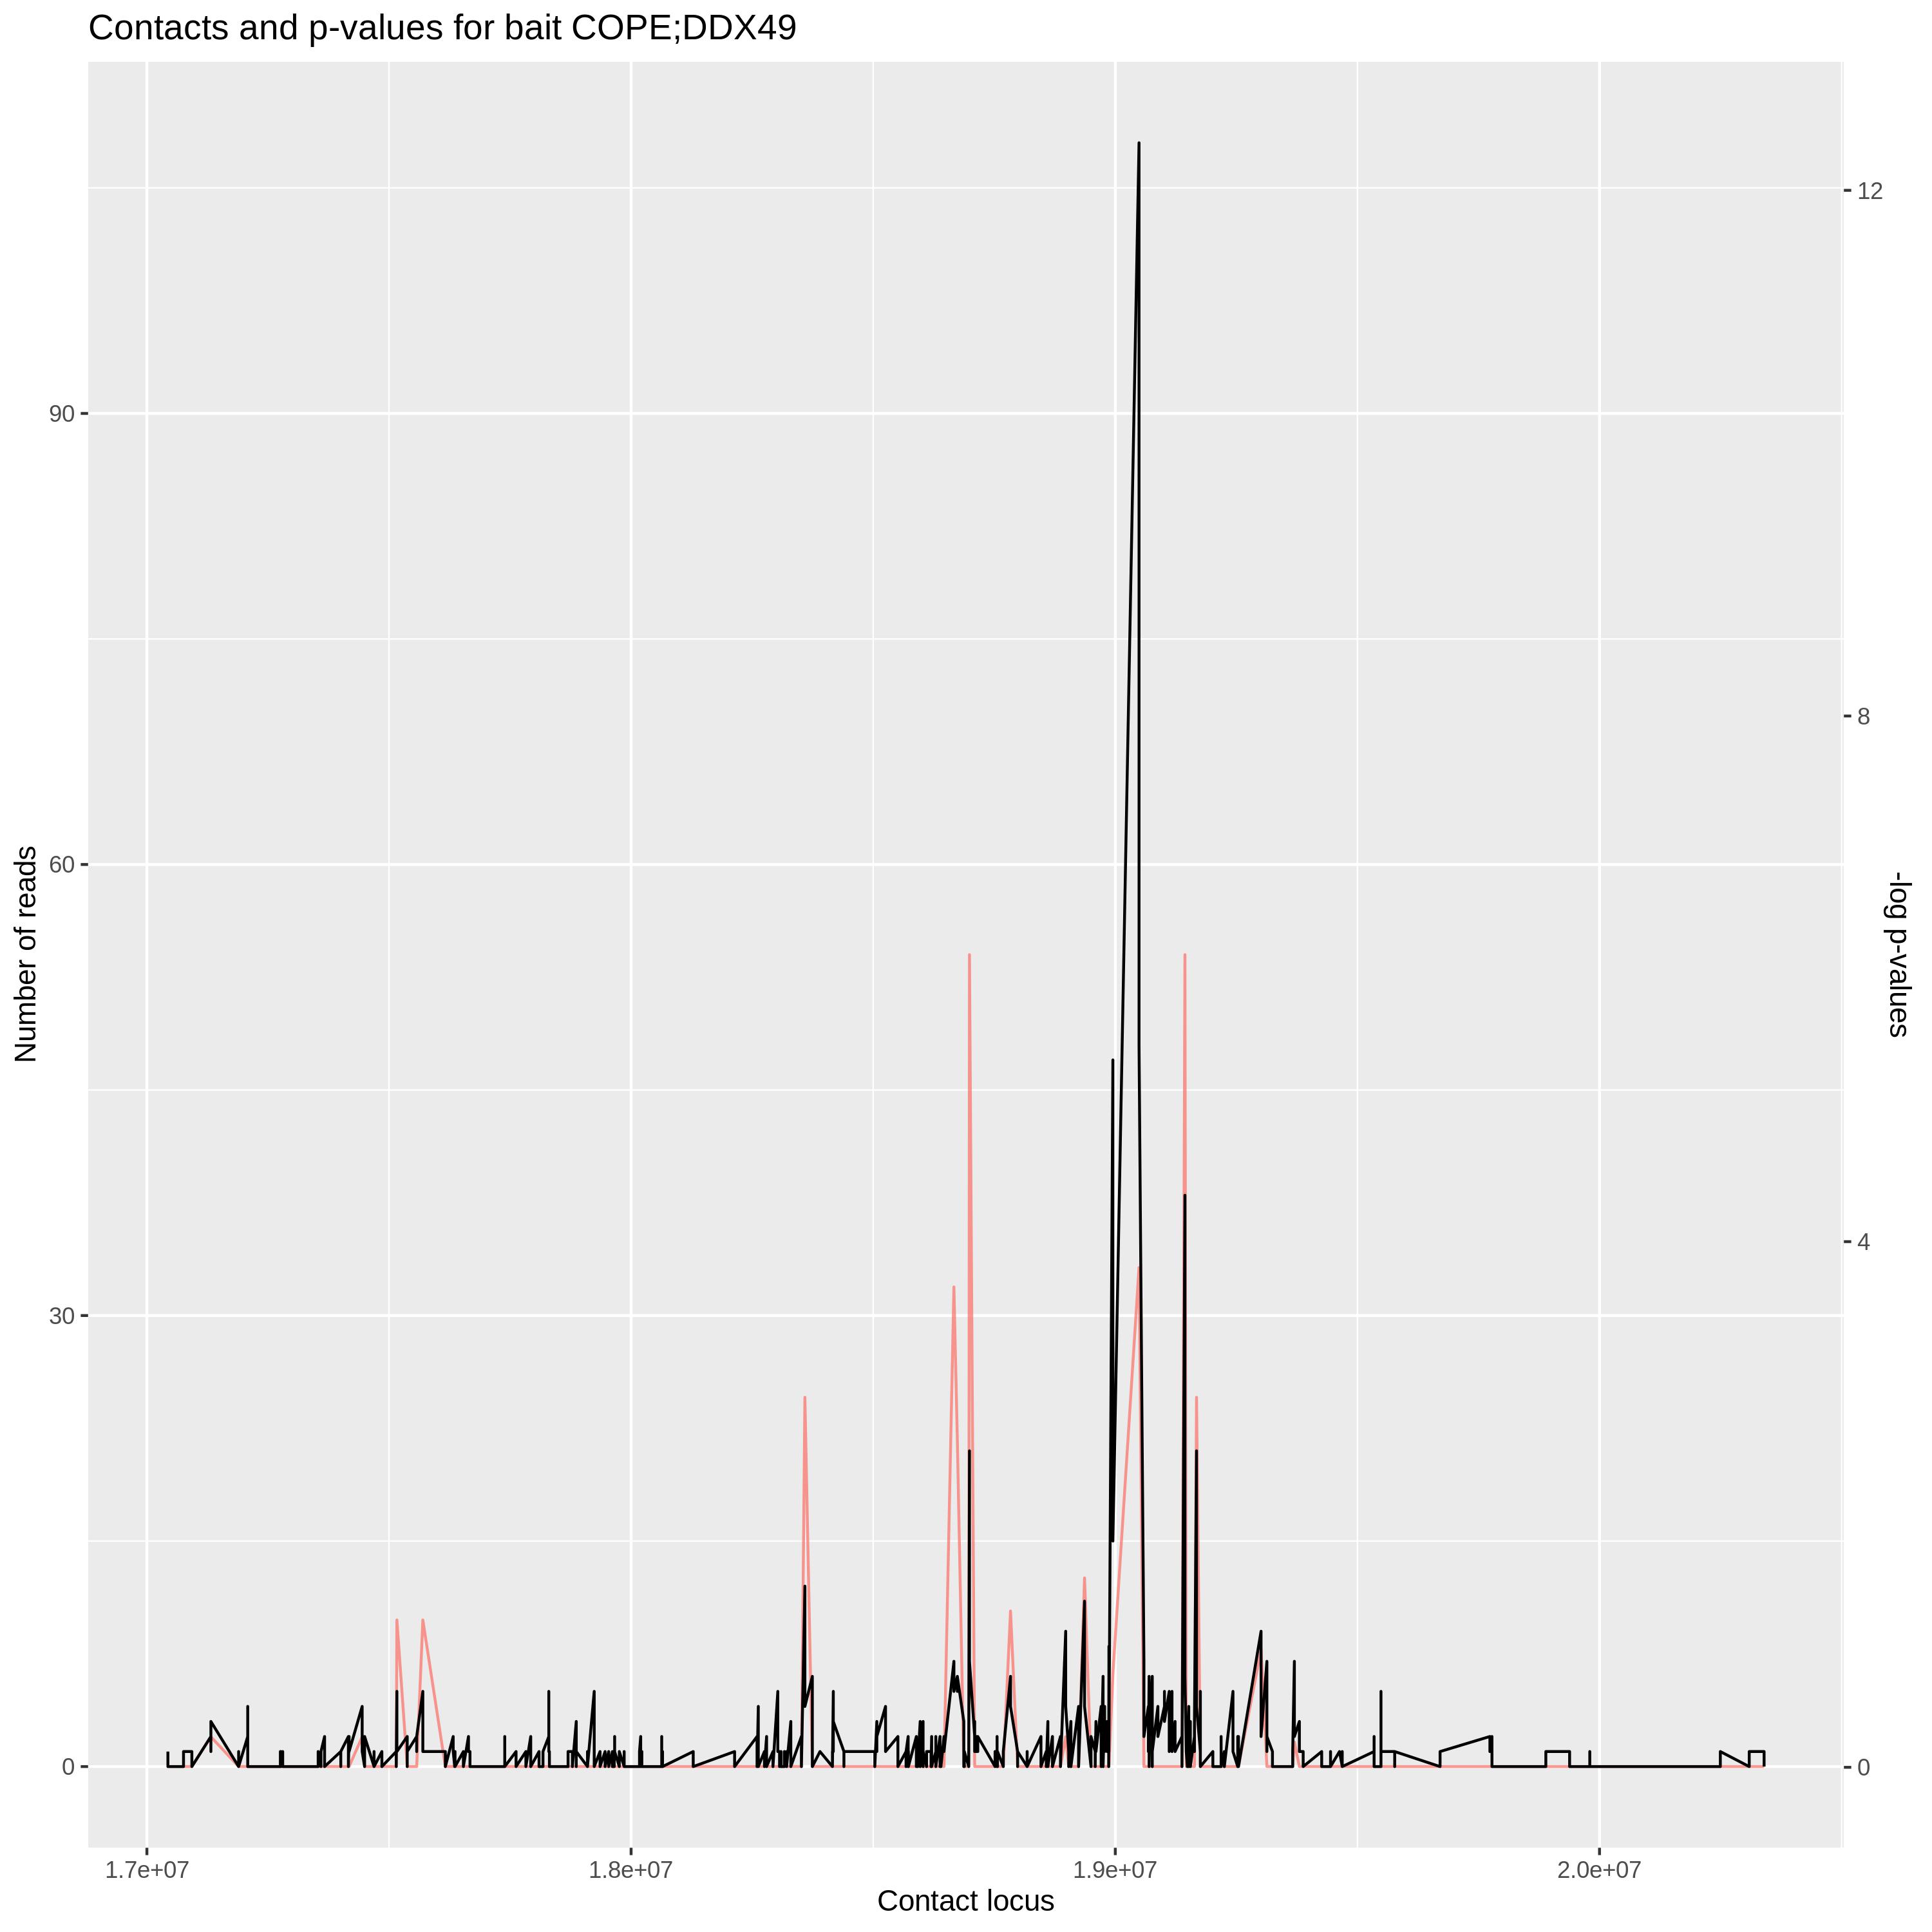 Contacts and p-values for bait COPE;DDX49
Number of reads
90
60
30
0
12
8
4
0
-log p-values
1.7e+07 1.8e+07 1.9e+07 2.0e+07
Contact locus